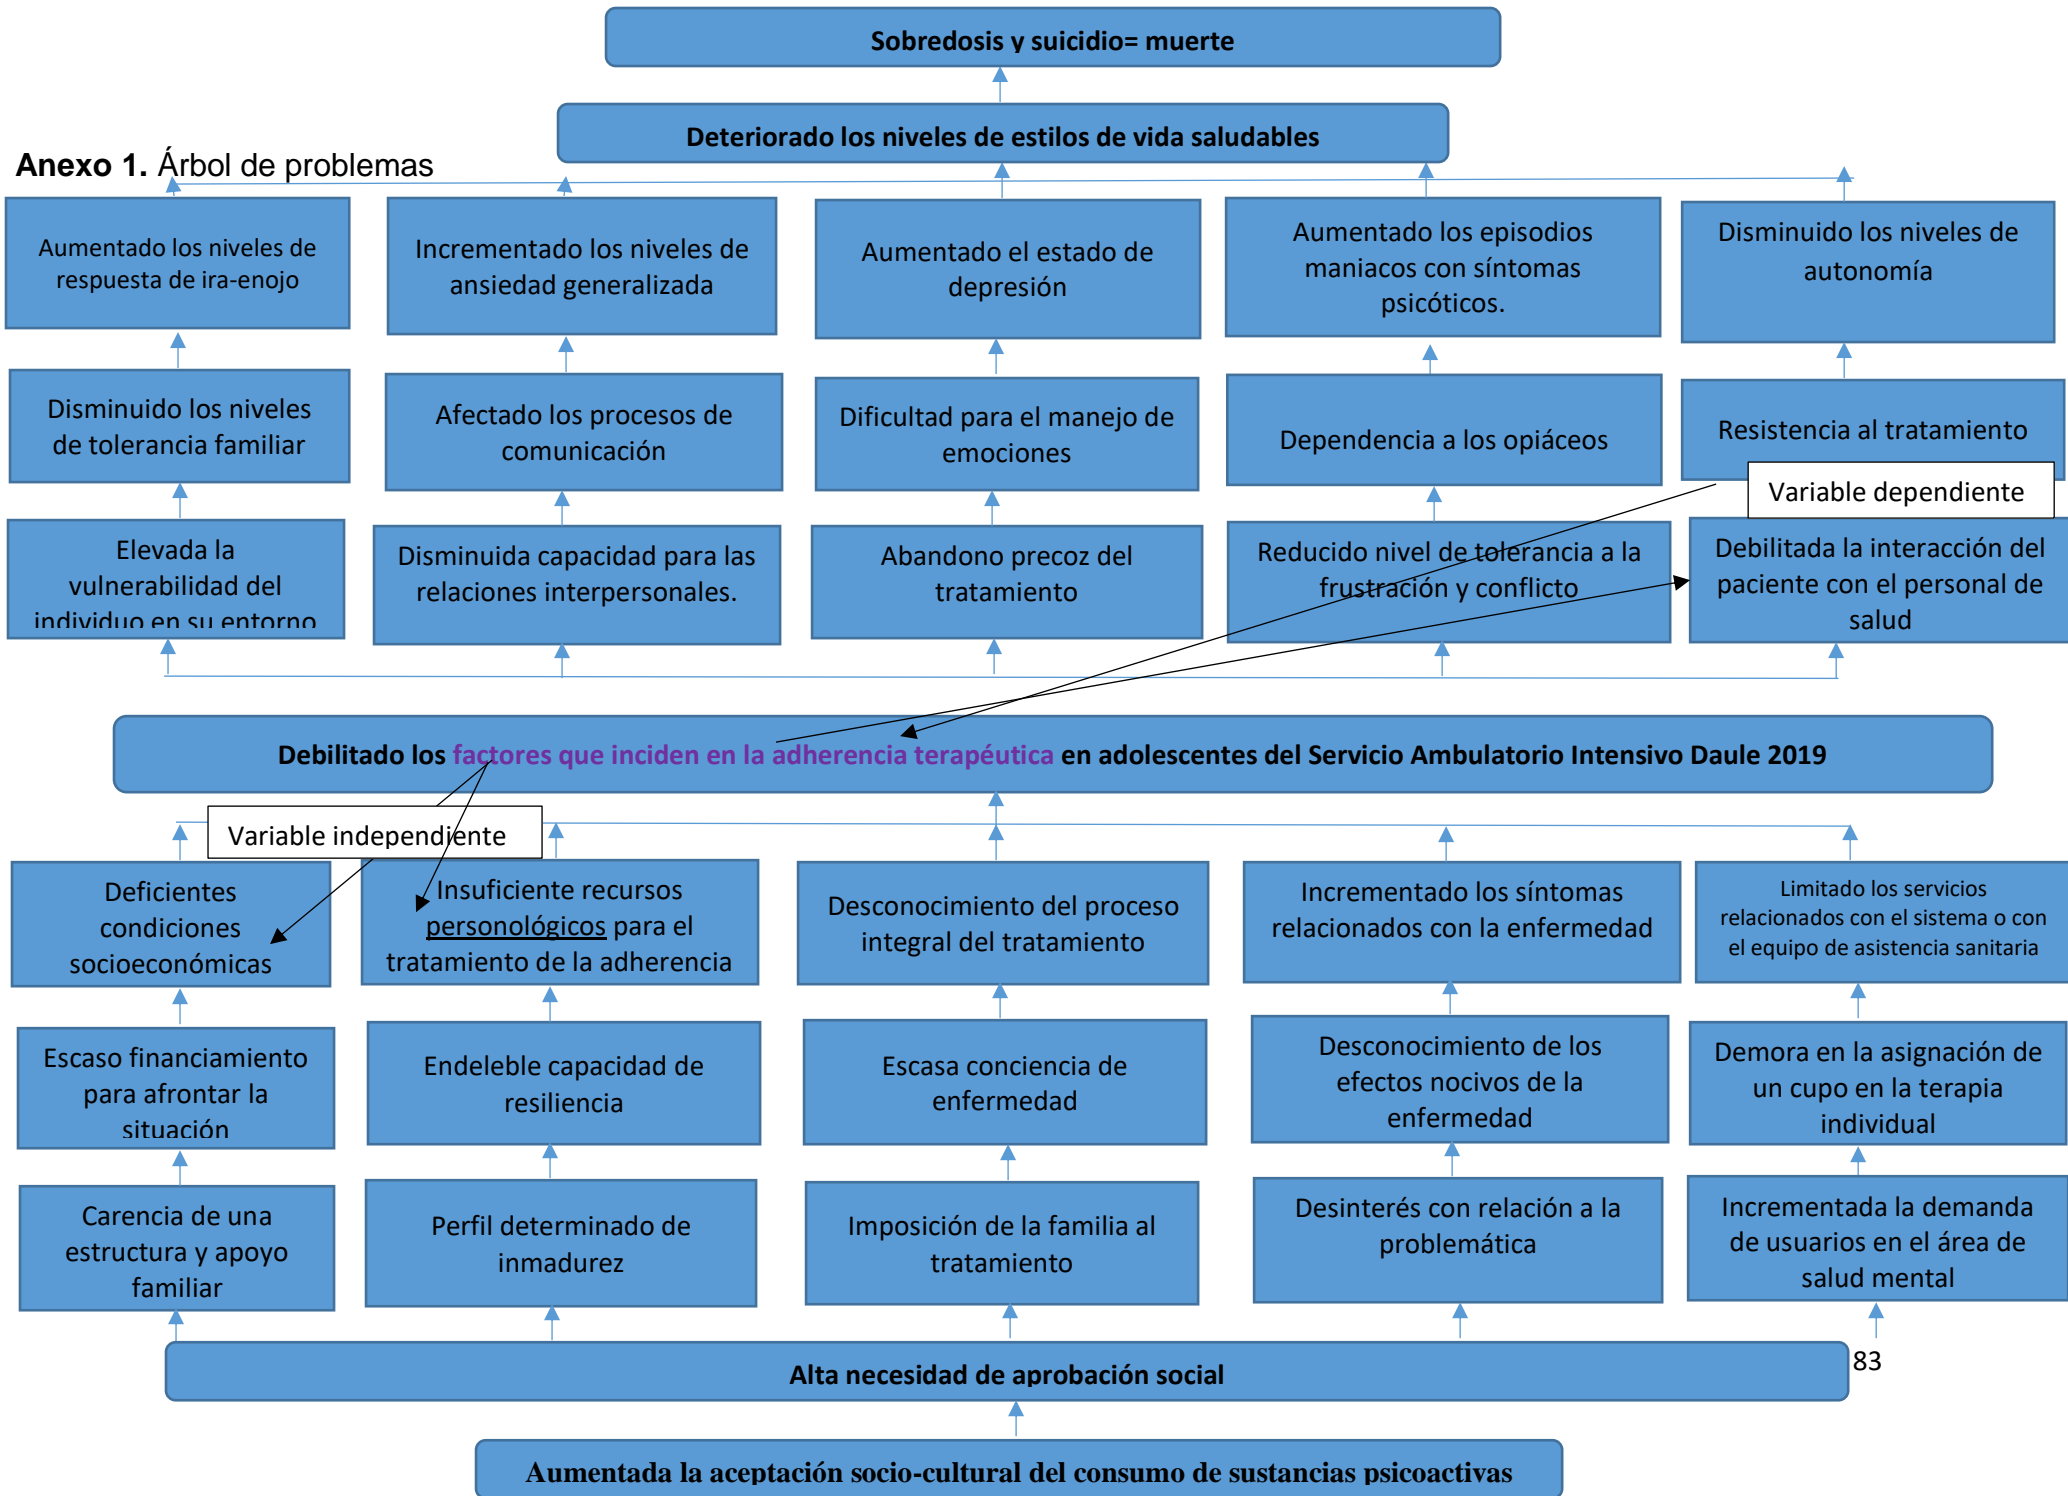 Sobredosis y suicidio= muerte
Deteriorado los niveles de estilos de vida saludables
Anexo 1. Árbol de problemas
Aumentado los niveles de
respuesta de ira-enojo
Incrementado los niveles de
ansiedad generalizada
Aumentado el estado de
depresión
Aumentado los episodios
maniacos con síntomas
psicóticos.
Disminuido los niveles de
autonomía
Disminuido los niveles
de tolerancia familiar
Afectado los procesos de
comunicación
Dificultad para el manejo de
emociones
Dependencia a los opiáceos
Resistencia al tratamiento
Variable dependiente
Elevada la
vulnerabilidad del
individuo en su entorno
Disminuida capacidad para las
relaciones interpersonales.
Abandono precoz del
tratamiento
Reducido nivel de tolerancia a la
frustración y conflicto
Debilitada la interacción del
paciente con el personal de
salud
Debilitado los factores que inciden en la adherencia terapéutica en adolescentes del Servicio Ambulatorio Intensivo Daule 2019
Variable independiente
Deficientes
condiciones
socioeconómicas
Insuficiente recursos
personológicos para el
tratamiento de la adherencia
Desconocimiento del proceso
integral del tratamiento
Incrementado los síntomas
relacionados con la enfermedad
Limitado los servicios
relacionados con el sistema o con
el equipo de asistencia sanitaria
Escaso financiamiento
para afrontar la
situación
Endeleble capacidad de
resiliencia
Escasa conciencia de
enfermedad
Desconocimiento de los
efectos nocivos de la
enfermedad
Demora en la asignación de
un cupo en la terapia
individual
Carencia de una
estructura y apoyo
familiar
Perfil determinado de
inmadurez
Imposición de la familia al
tratamiento
Desinterés con relación a la
problemática
Incrementada la demanda
de usuarios en el área de
salud mental
Alta necesidad de aprobación social
83
Aumentada la aceptación socio-cultural del consumo de sustancias psicoactivas